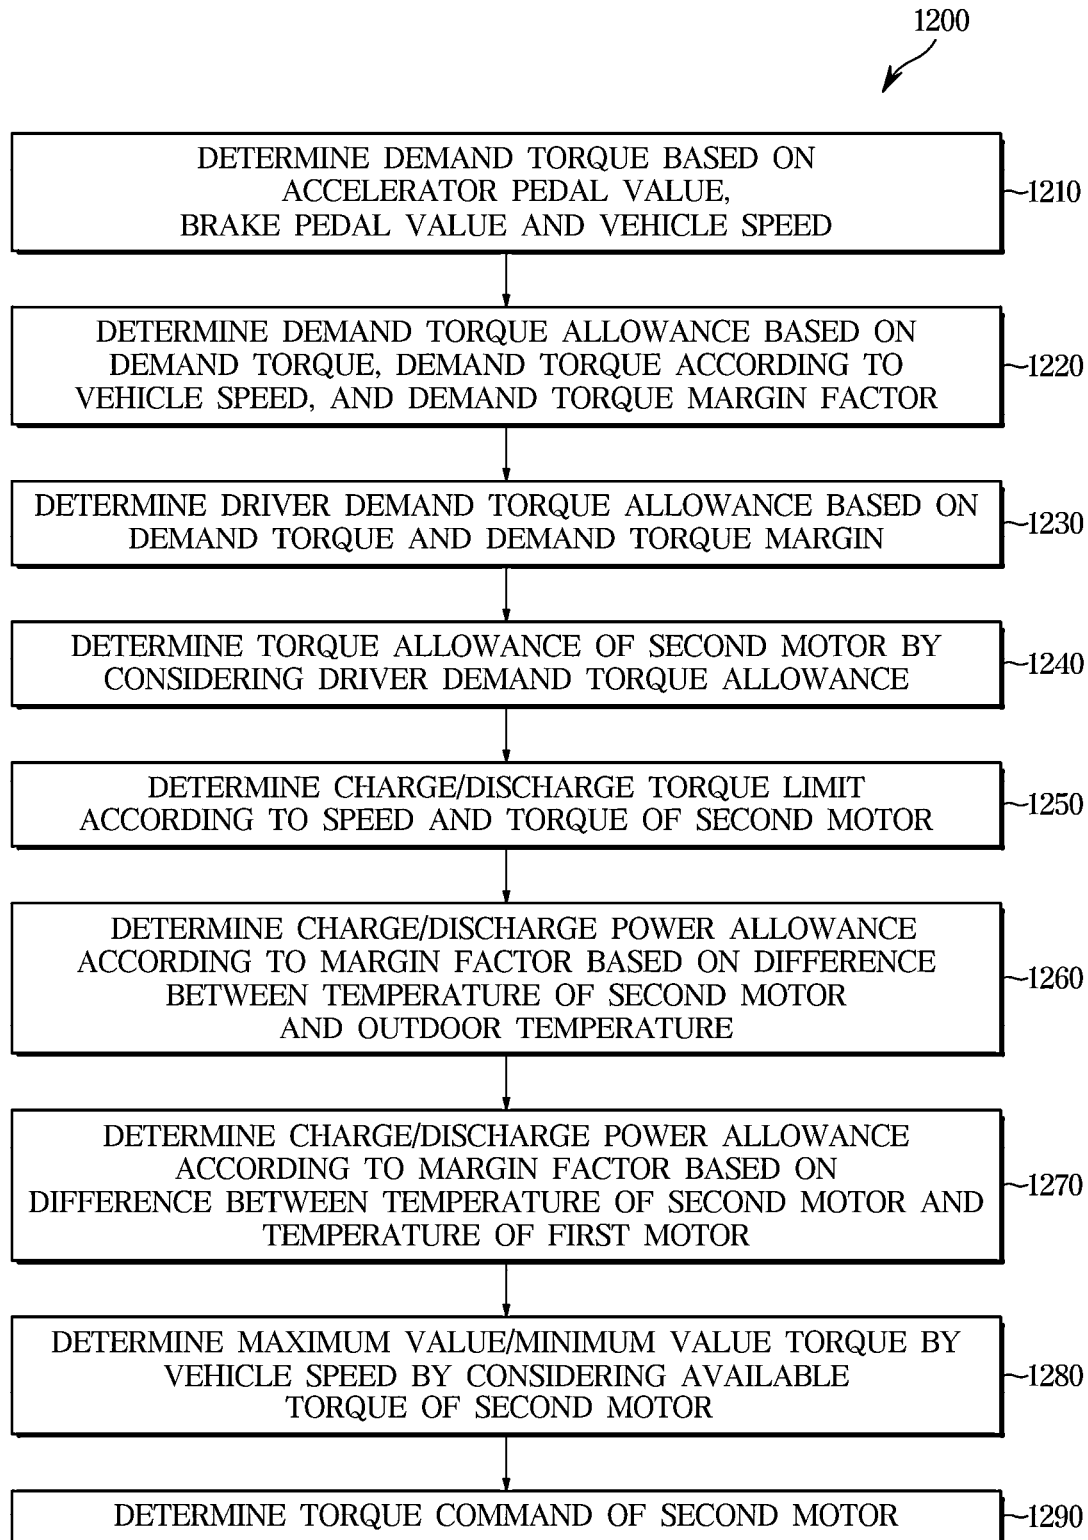 1200
DETERMINE DEMAND TORQUE BASED ON
ACCELERATOR PEDAL VALUE,
BRAKE PEDAL VALUE AND VEHICLE SPEED
1210
DETERMINE DEMAND TORQUE ALLOWANCE BASED ON
DEMAND TORQUE, DEMAND TORQUE ACCORDING TO
VEHICLE SPEED, AND DEMAND TORQUE MARGIN FACTOR
1220
DETERMINE DRIVER DEMAND TORQUE ALLOWANCE BASED ON
DEMAND TORQUE AND DEMAND TORQUE MARGIN
1230
DETERMINE TORQUE ALLOWANCE OF SECOND MOTOR BY
CONSIDERING DRIVER DEMAND TORQUE ALLOWANCE
1240
DETERMINE CHARGE/DISCHARGE TORQUE LIMIT
ACCORDING TO SPEED AND TORQUE OF SECOND MOTOR
1250
DETERMINE CHARGE/DISCHARGE POWER ALLOWANCE
ACCORDING TO MARGIN FACTOR BASED ON DIFFERENCE
BETWEEN TEMPERATURE OF SECOND MOTOR
AND OUTDOOR TEMPERATURE
1260
DETERMINE CHARGE/DISCHARGE POWER ALLOWANCE
ACCORDING TO MARGIN FACTOR BASED ON
DIFFERENCE BETWEEN TEMPERATURE OF SECOND MOTOR AND
TEMPERATURE OF FIRST MOTOR
1270
DETERMINE MAXIMUM VALUE/MINIMUM VALUE TORQUE BY
VEHICLE SPEED BY CONSIDERING AVAILABLE
TORQUE OF SECOND MOTOR
1280
DETERMINE TORQUE COMMAND OF SECOND MOTOR
1290